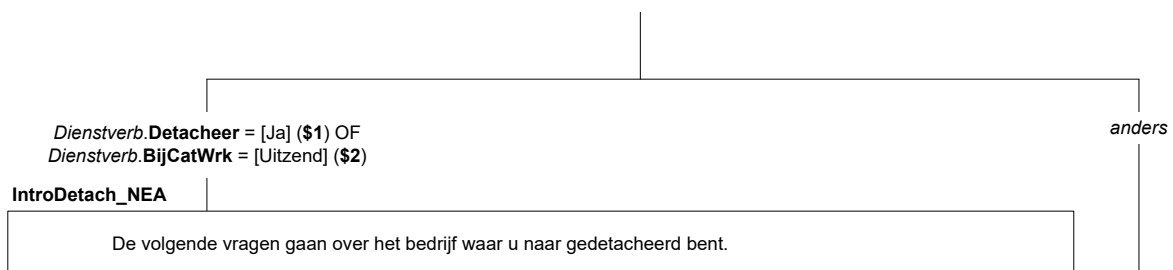 Dienstverb.Detacheer = [Ja] ($1) OF
Dienstverb.BijCatWrk = [Uitzend] ($2)
anders
IntroDetach_NEA
De volgende vragen gaan over het bedrijf waar u naar gedetacheerd bent.